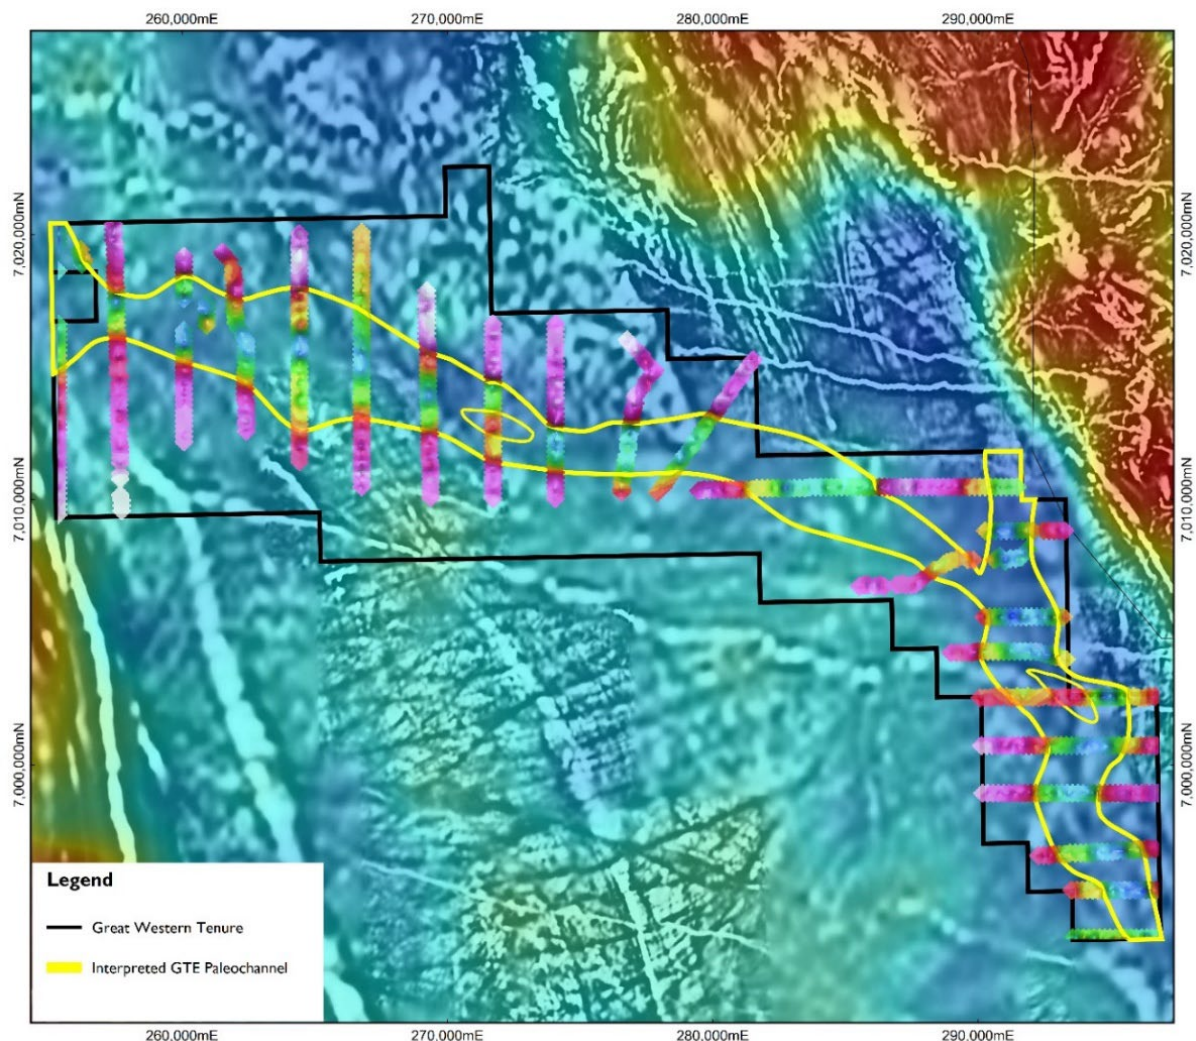 260,000mE 270,000mE 280,000mE 290,000mE
7,020,000mN 7,020,000mN
7,010,000mN 7,010,000mN
7,000,000mN 7,000,000mN
Legend
Great Western Tenure
Interpreted GTE Paleochannel
260,000mE 270,000mE 280,000mE 290,000mE